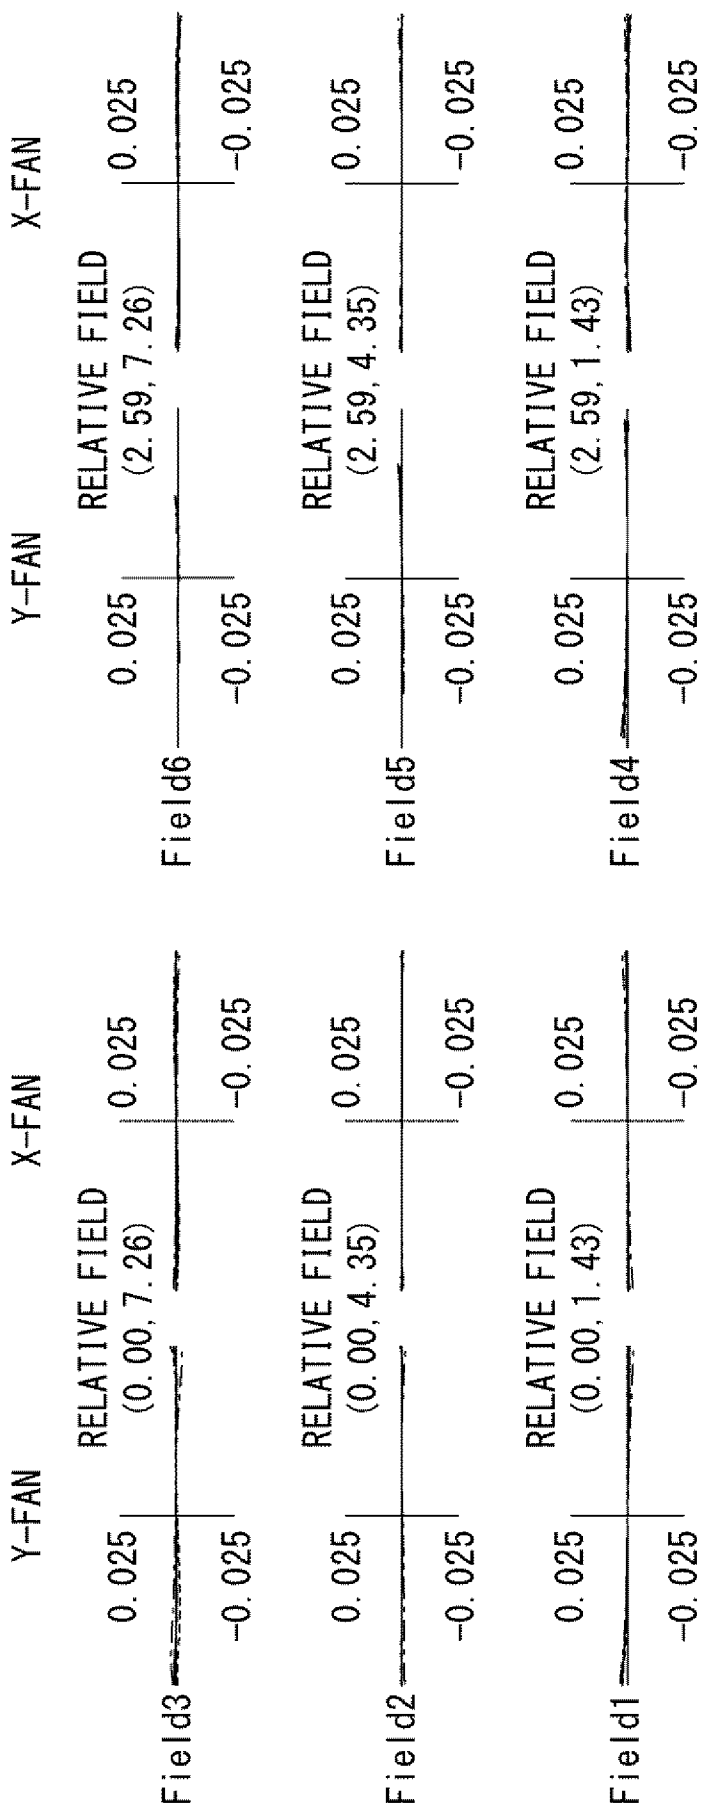 Y-FAN
X-FAN
0.025
RELATIVE FIELD
0.025
(0.00,7.26)
Field3
-0.025
-0.025
0.025
RELATIVE FIELD
0.025
(0.00,4.35)
Field2
-0.025
-0.025
0.025
RELATIVE FIELD
0.025
(0.00,1.43)
Field1
-0.025
-0.025
Y-FAN
X-FAN
0.025
RELATIVE FIELD
0.025
(2.59,7.26)
Field6
-0.025
-0.025
0.025
RELATIVE FIELD
0.025
(2.59,4.35)
Field5
-0.025
-0.025
0.025
RELATIVE FIELD
0.025
(2.59,1.43)
Field4
-0.025
-0.025